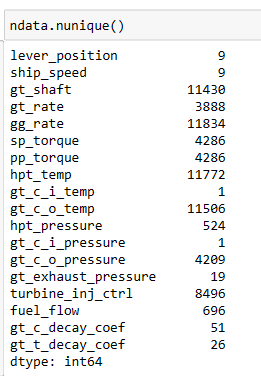 ndata.nunique()
lever_position 9
ship_speed 9
gt_shaft 11430
gt_rate 3888
gg_rate 11834
sp_torque 4286
pp_torque 4286
hpt_temp 11772
gt_c_i_temp 1
gt_c_o_temp 11506
hpt_pressure 524
gt_c_i_pressure 1
gt_c_o_pressure 4209
gt_exhaust_pressure 19
turbine_inj_ctrl 8496
fuel_flow 696
gt_c_decay_coef 51
gt_t_decay_coef 26
dtype: int64